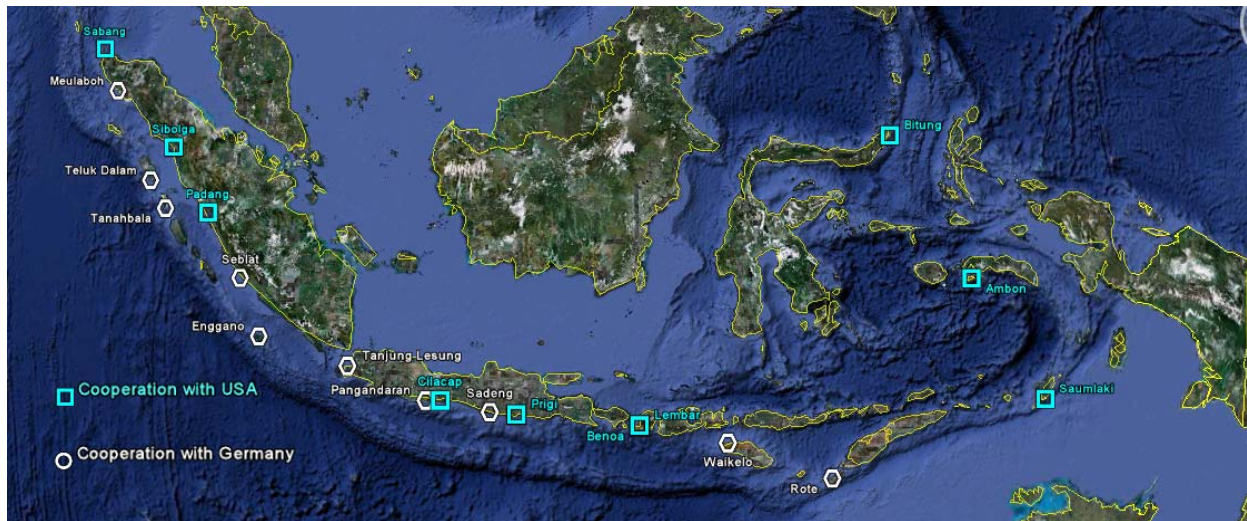 Sabang
Meulaboh
Sibolga
Bitung
Teluk Dalam
Padang
Tanahbala
Seblat
Ambon
Enggano
Tanjung Lesung
Cooperation with USA
Pangandaran
Cilacap
Sadeng
Prigi
Lembar
Saumlaki
Benoa
Cooperation with Germany
Waikelo
Rote